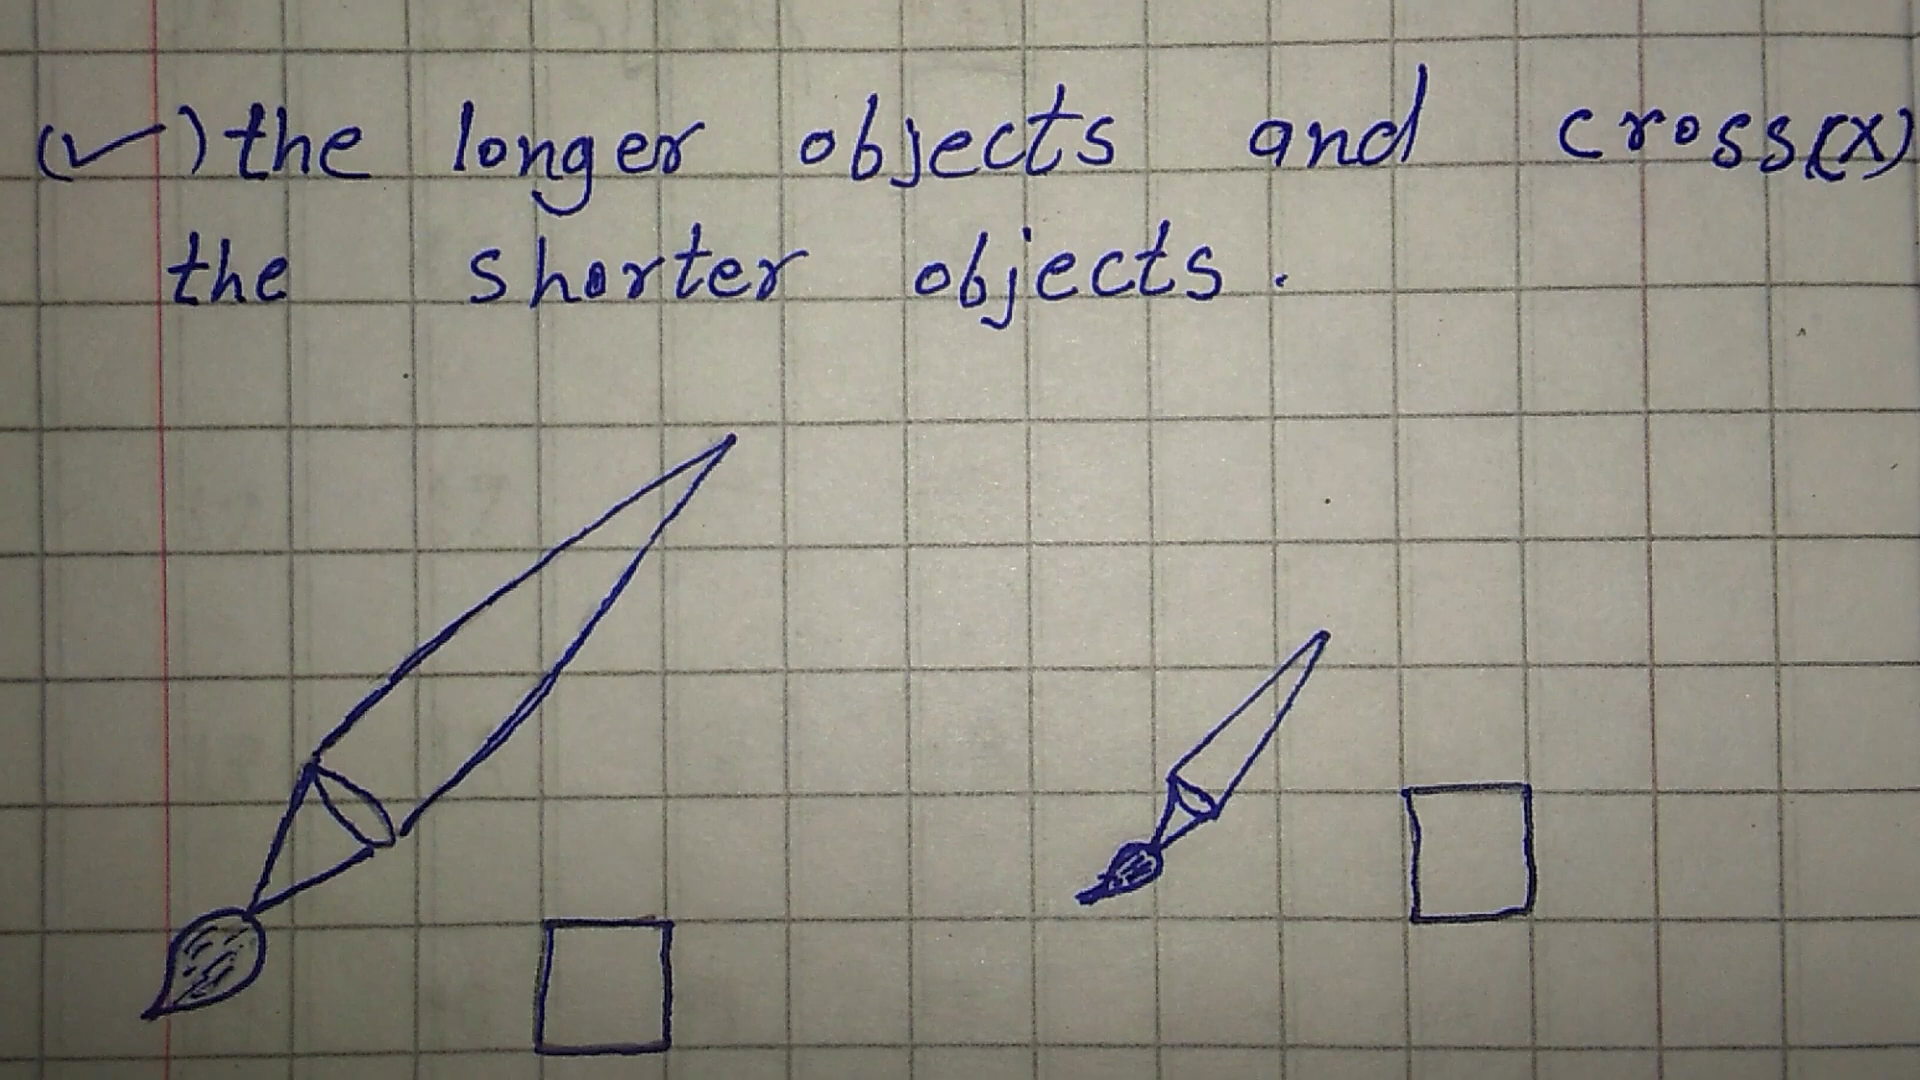 (✓) the longer objects and cross(x)
the shorter objects.